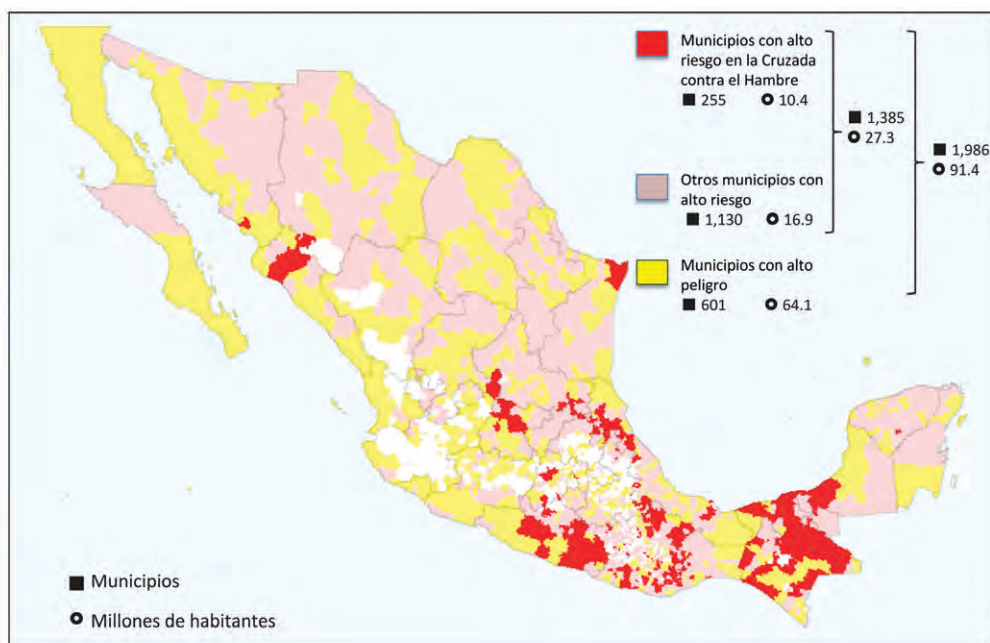 Municipios con alto
riesgo en la Cruzada
contra el Hambre
255 10.4
1,385
27.3
1,986
91.4
Otros municipios con
alto riesgo
1,130 16.9
Municipios con alto
peligro
601 64.1
Municipios
Millones de habitantes